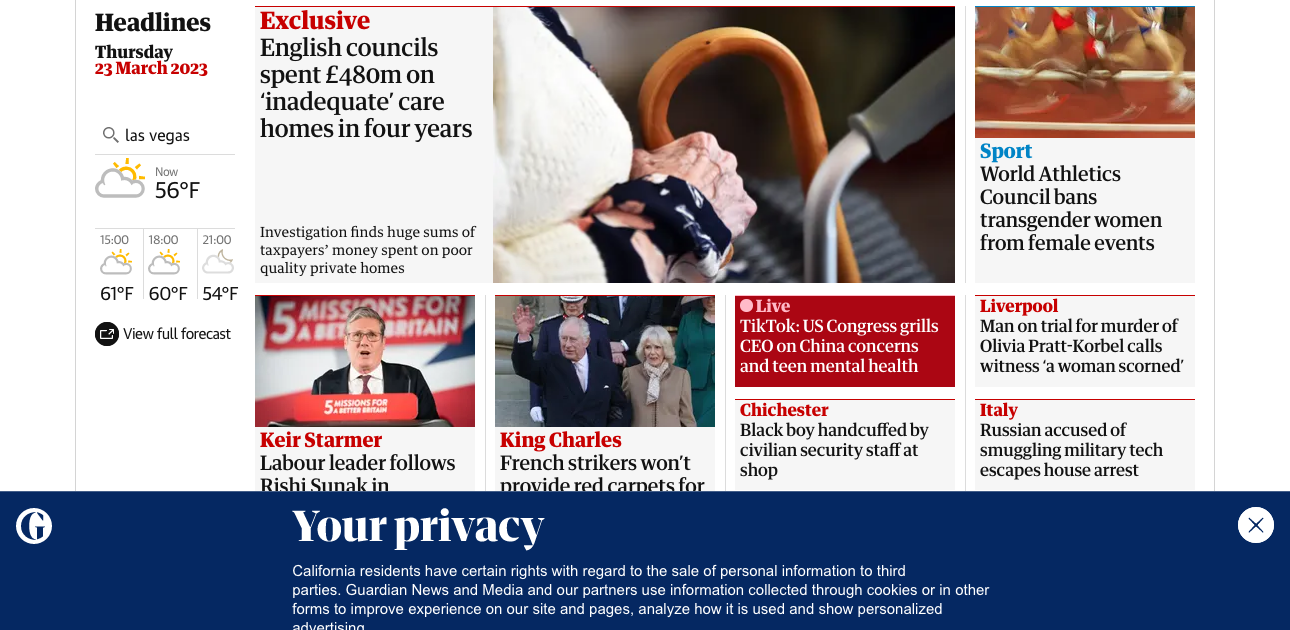 Headlines
Thursday
23 March 2023
las vegas
Now
56°F
15:00
18:00
21:00
61°F
60°F
54°F
View full forecast
Exclusive
English councils
spent £480m on
‘inadequate’ care
homes in four years
Investigation finds huge sums of
taxpayers’ money spent on poor
quality private homes
Sport
World Athletics
Council bans
transgender women
from female events
5 MISSIONS FOR
A BETTER BRITAIN
5 MISSIONS FOR
A BETTER BRITAIN
Keir Starmer
Labour leader follows
Rishi Sunak in
King Charles
French strikers won’t
provide red carpets for
Live
TikTok: US Congress grills
CEO on China concerns
and teen mental health
Chichester
Black boy handcuffed by
civilian security staff at
shop
Liverpool
Man on trial for murder of
Olivia Pratt-Korbel calls
witness ‘a woman scorned’
Italy
Russian accused of
smuggling military tech
escapes house arrest
G
Your privacy
California residents have certain rights with regard to the sale of personal information to third
parties. Guardian News and Media and our partners use information collected through cookies or in other
forms to improve experience on our site and pages, analyze how it is used and show personalized
advertising.